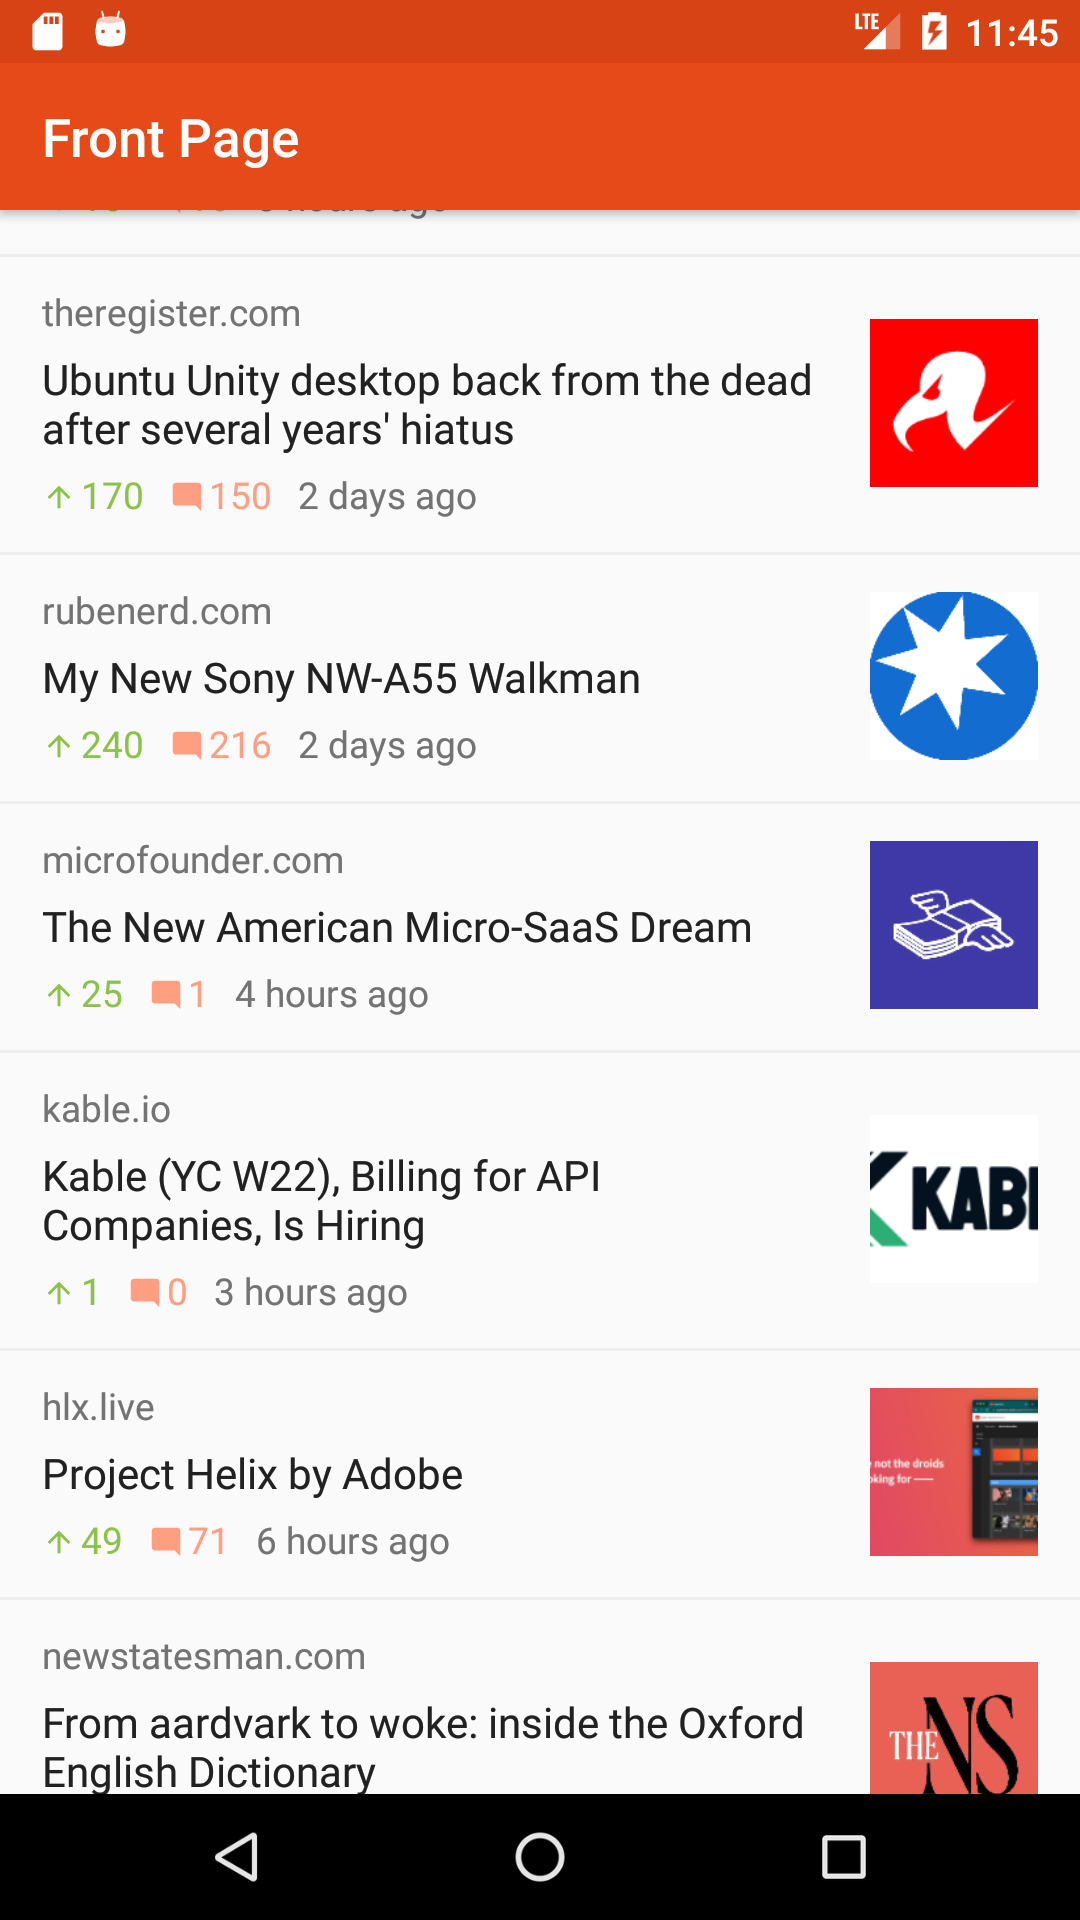 LTE 11:45
Front Page
hours ago
theregister.com
Ubuntu Unity desktop back from the dead
after several years' hiatus
170 150 2 days ago
rubenerd.com
My New Sony NW-A55 Walkman
240 216 2 days ago
microfounder.com
The New American Micro-SaaS Dream
25 1 4 hours ago
kable.io
Kable (YC W22), Billing for API
Companies, Is Hiring
1 0 3 hours ago
KAB
hlx.live
Project Helix by Adobe
49 71 6 hours ago
not the droids
oking for —
newstatesman.com
From aardvark to woke: inside the Oxford
English Dictionary
THE NS